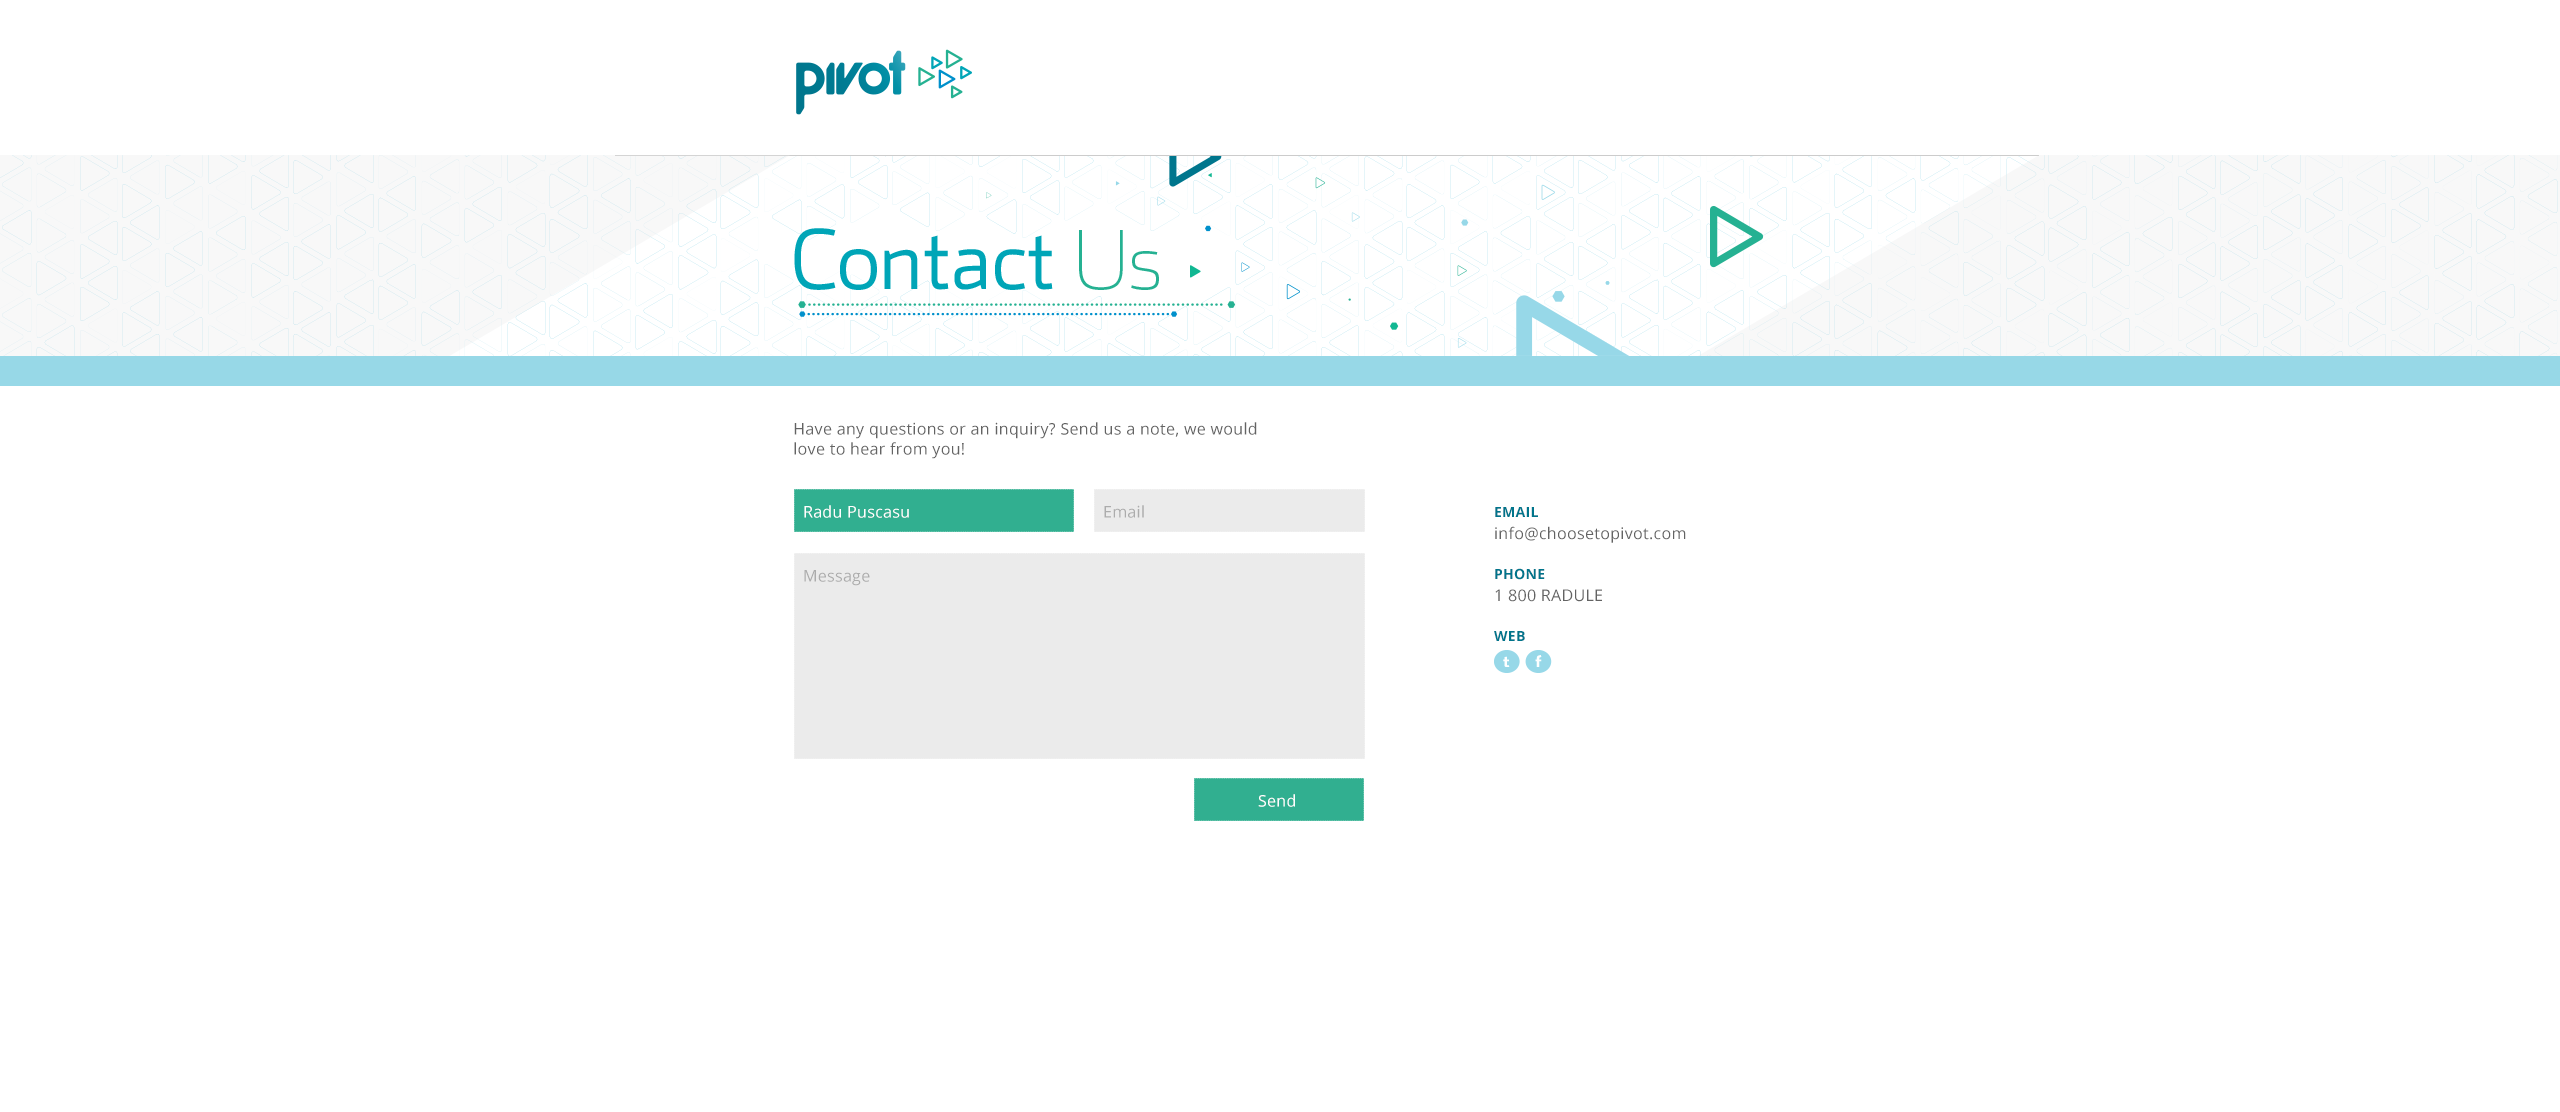 pivot
Contact Us
Have any questions or an inquiry? Send us a note, we would
love to hear from you!
Radu Puscasu
Email
Message
Send
EMAIL
info@choosetopivot.com
PHONE
1 800 RADULE
WEB
t f